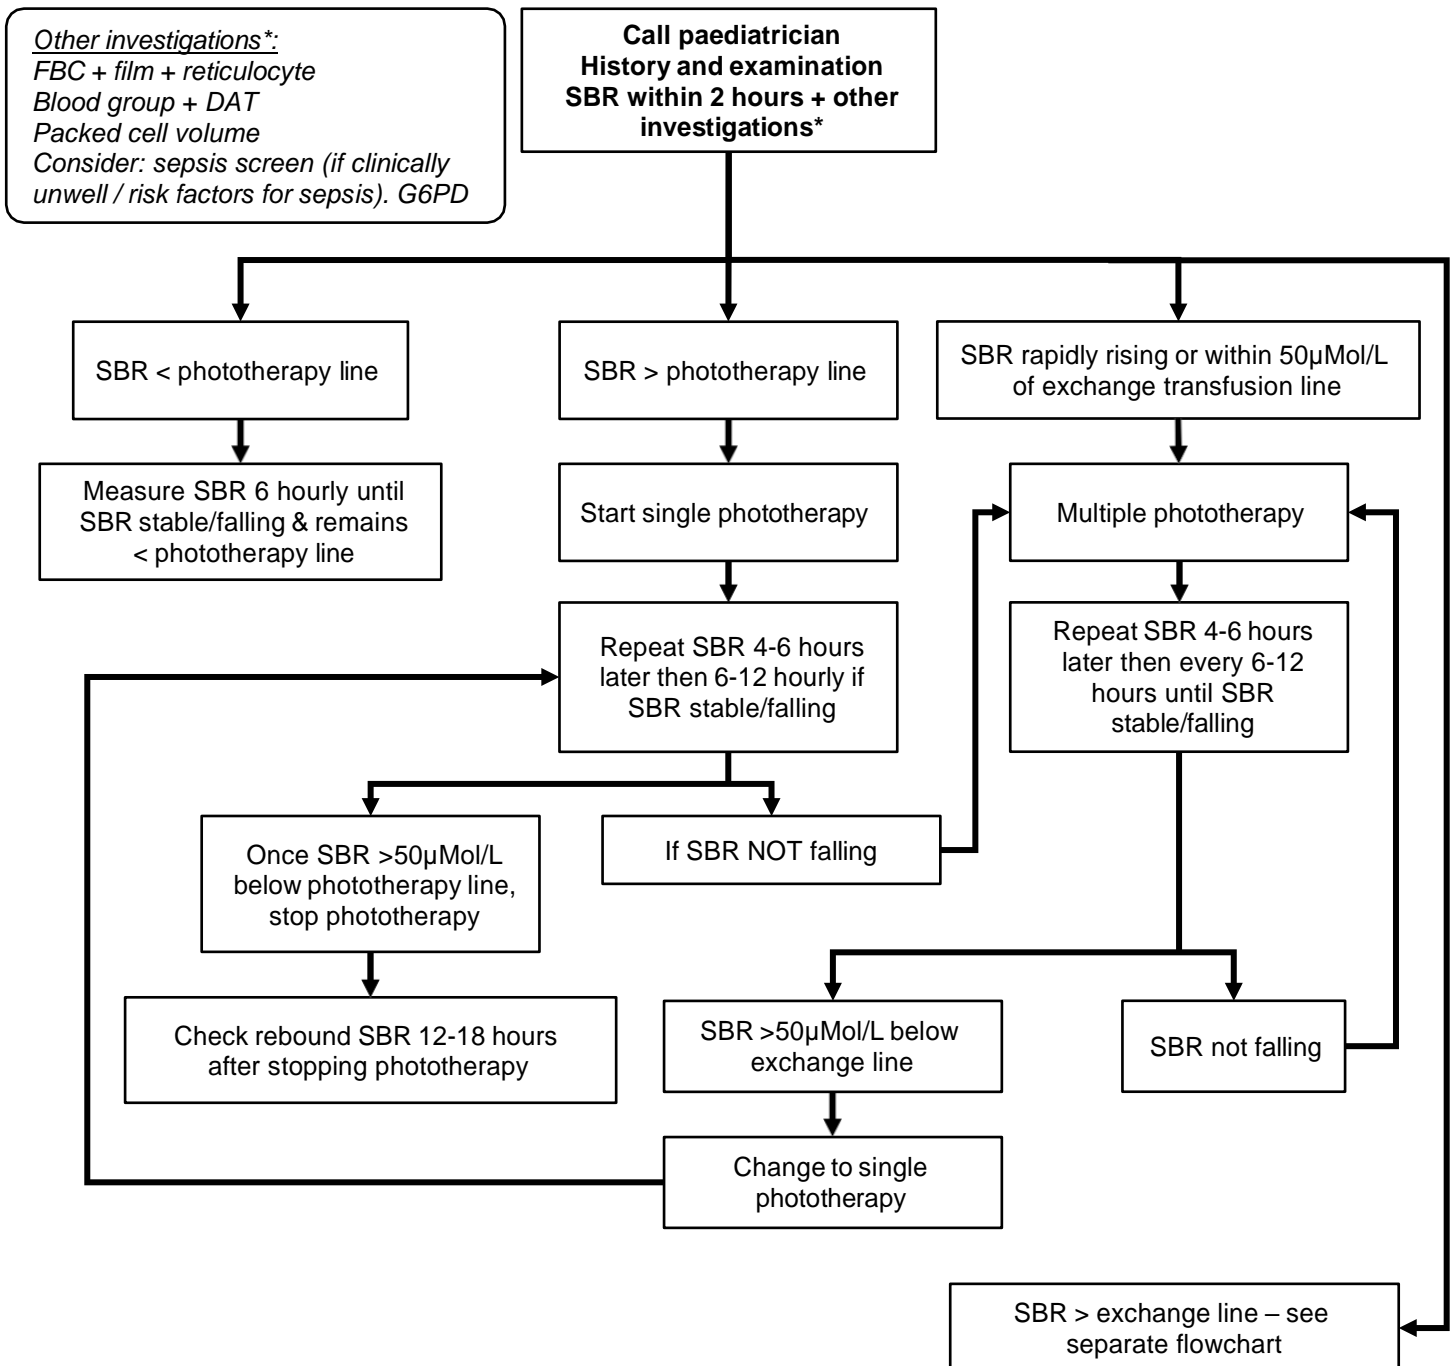 Other investigations*:
FBC + film + reticulocyte
Blood group + DAT
Packed cell volume
Consider: sepsis screen (if clinically
unwell / risk factors for sepsis). G6PD
Call paediatrician
History and examination
SBR within 2 hours + other
investigations*
SBR < phototherapy line
SBR > phototherapy line
SBR rapidly rising or within 50µMol/L
of exchange transfusion line
Measure SBR 6 hourly until
SBR stable/falling & remains
< phototherapy line
Start single phototherapy
Multiple phototherapy
Repeat SBR 4-6 hours
later then 6-12 hourly if
SBR stable/falling
Repeat SBR 4-6 hours
later then every 6-12
hours until SBR
stable/falling
Once SBR >50µMol/L
below phototherapy line,
stop phototherapy
If SBR NOT falling
Check rebound SBR 12-18 hours
after stopping phototherapy
SBR >50µMol/L below
exchange line
SBR not falling
Change to single
phototherapy
SBR > exchange line – see
separate flowchart